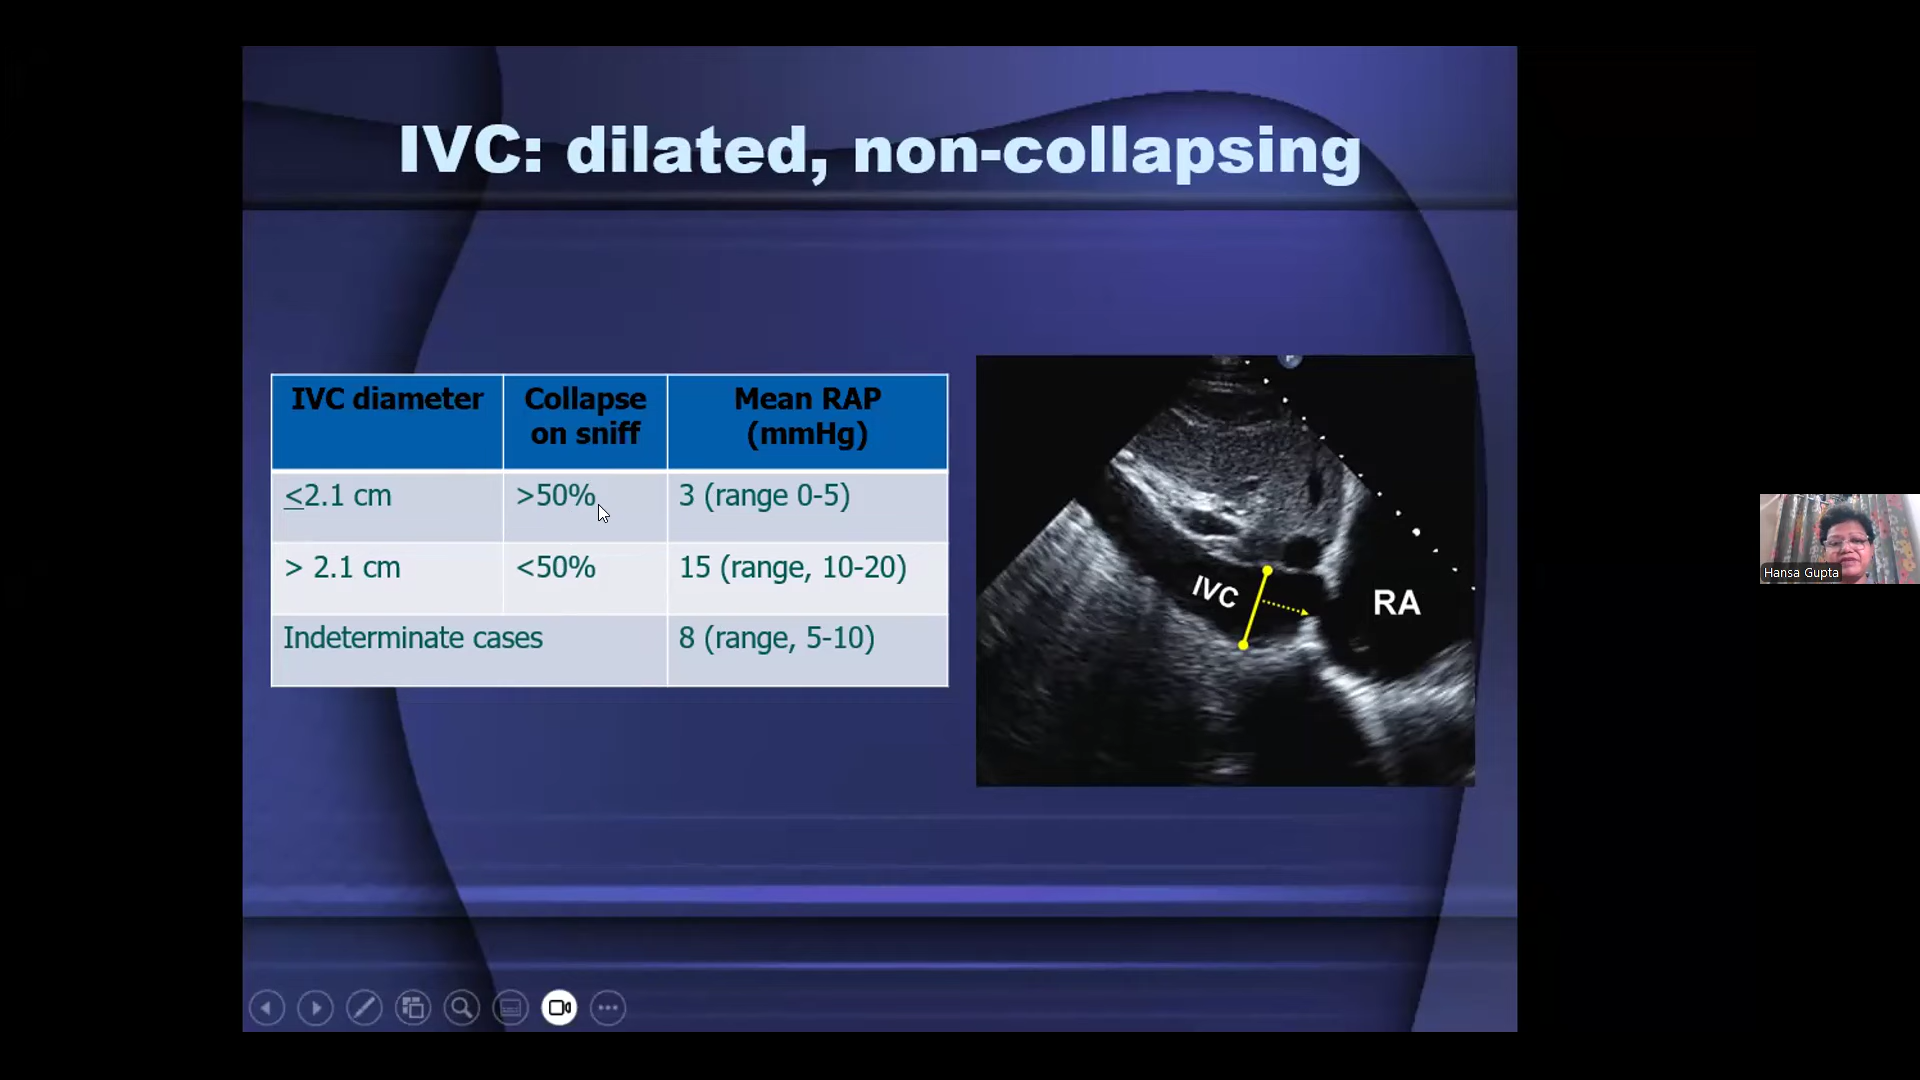 IVC: dilated, non-collapsing
IVC diameter
Collapse
on sniff
Mean RAP
(mmHg)
≤2.1 cm
>50%
3 (range 0-5)
> 2.1 cm
<50%
15 (range, 10-20)
Indeterminate cases
8 (range, 5-10)
IVC
RA
Hansa Gupta